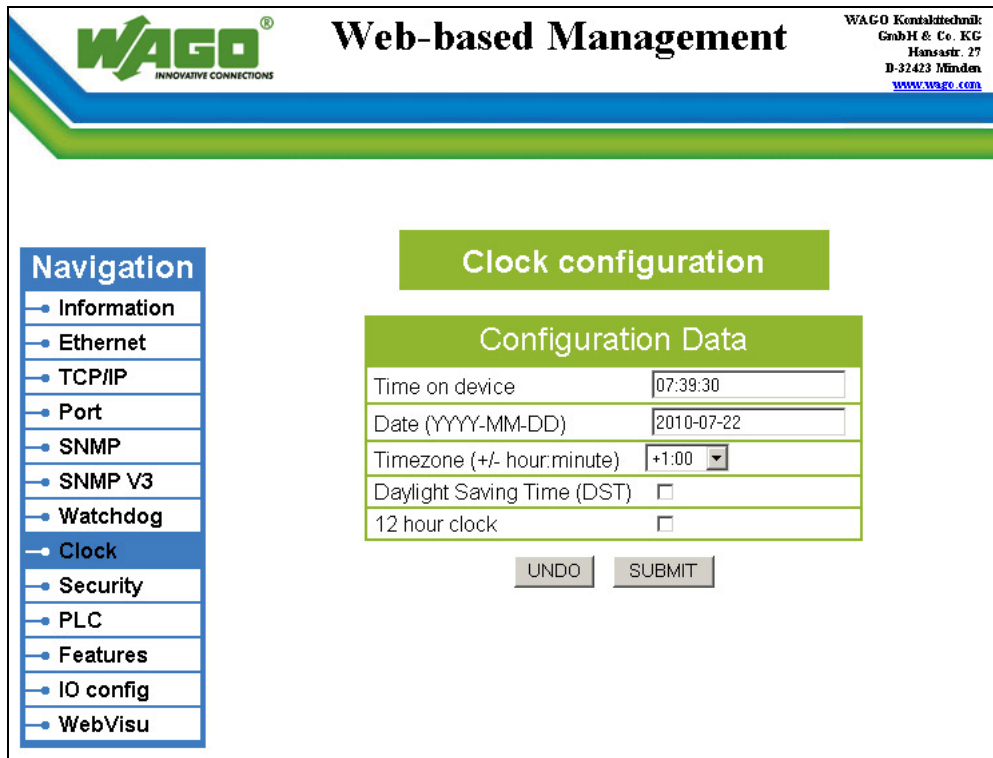 WAGO®
INNOVATIVE CONNECTIONS
Web-based Management
WAGO Kontakttechnik
GmbH & Co. KG
Hansastr. 27
D-32423 Minden
www.wago.com
Navigation
Information
Ethernet
TCP/IP
Port
SNMP
SNMP V3
Watchdog
Clock
Security
PLC
Features
IO config
WebVisu
Clock configuration
Configuration Data
Time on device 07:39:30
Date (YYYY-MM-DD) 2010-07-22
Timezone (+/- hour:minute) +1:00
Daylight Saving Time (DST)
12 hour clock
UNDO SUBMIT